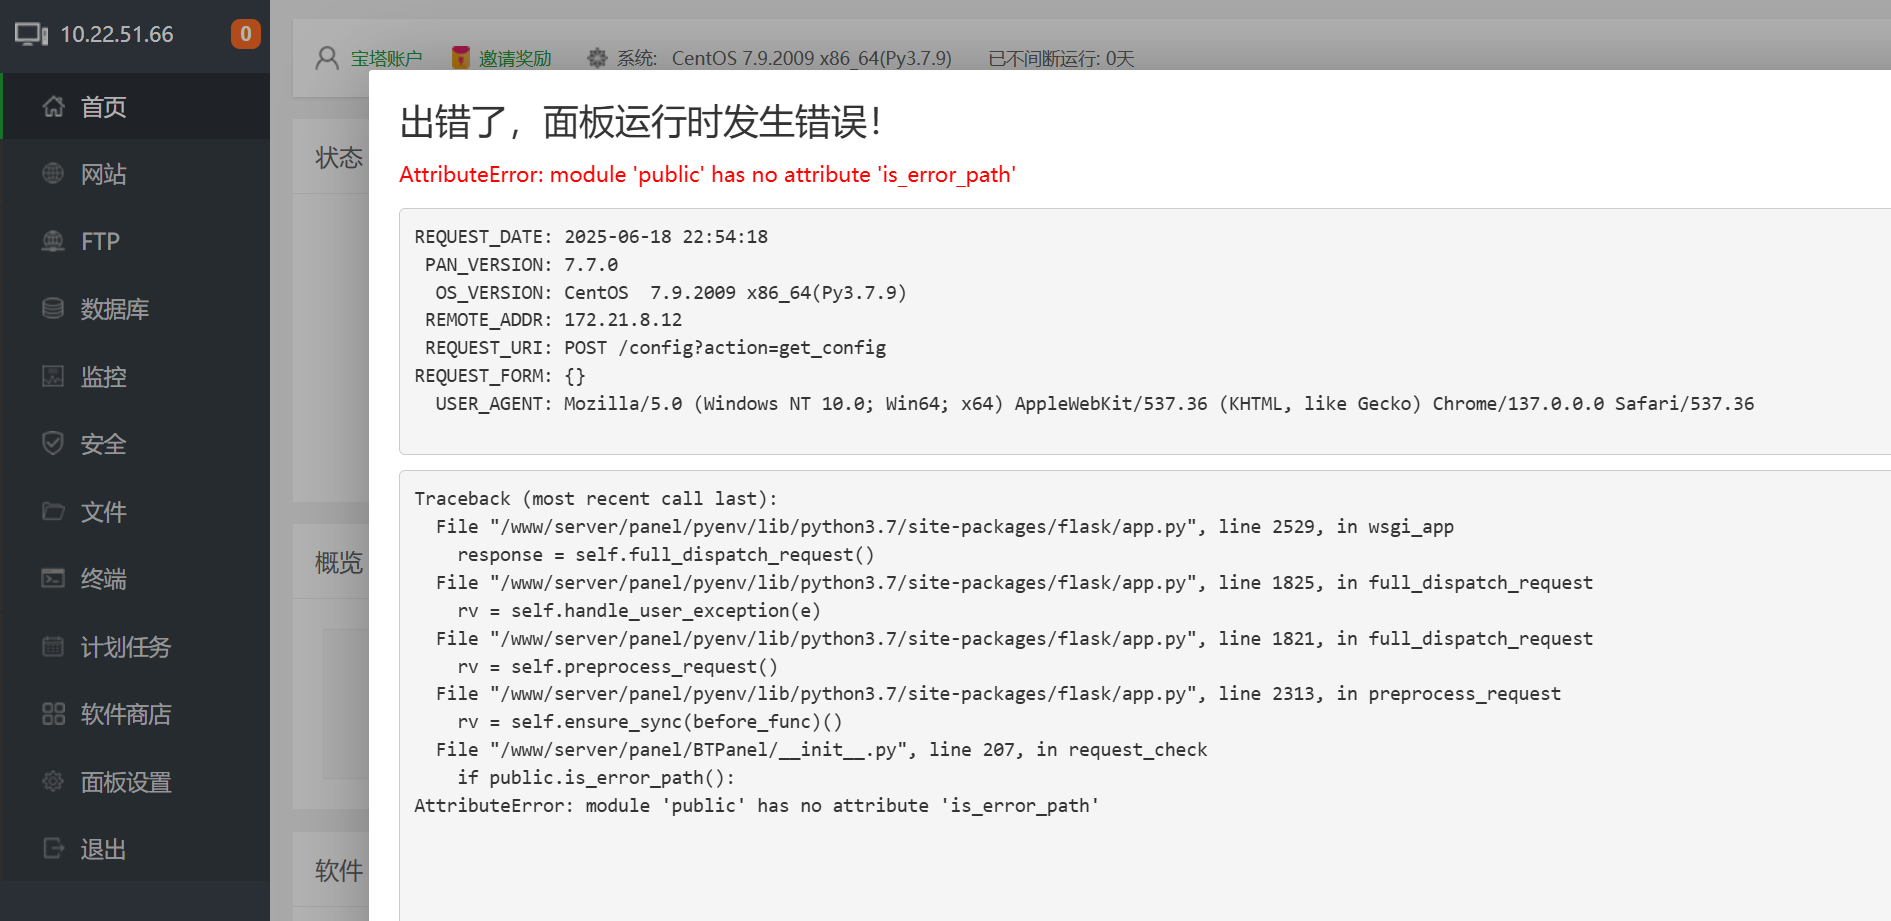 10.22.51.66
0
首页
网站
FTP
数据库
监控
安全
文件
终端
计划任务
软件商店
面板设置
退出
宝塔账户 邀请奖励 系统: CentOS 7.9.2009 x86_64(Py3.7.9) 已不间断运行: 0天
状态
概览
软件
出错了，面板运行时发生错误！
AttributeError: module 'public' has no attribute 'is_error_path'
REQUEST_DATE: 2025-06-18 22:54:18
PAN_VERSION: 7.7.0
OS_VERSION: CentOS  7.9.2009 x86_64(Py3.7.9)
REMOTE_ADDR: 172.21.8.12
REQUEST_URI: POST /config?action=get_config
REQUEST_FORM: {}
USER_AGENT: Mozilla/5.0 (Windows NT 10.0; Win64; x64) AppleWebKit/537.36 (KHTML, like Gecko) Chrome/137.0.0.0 Safari/537.36
Traceback (most recent call last):
File "/www/server/panel/pyenv/lib/python3.7/site-packages/flask/app.py", line 2529, in wsgi_app
response = self.full_dispatch_request()
File "/www/server/panel/pyenv/lib/python3.7/site-packages/flask/app.py", line 1825, in full_dispatch_request
rv = self.handle_user_exception(e)
File "/www/server/panel/pyenv/lib/python3.7/site-packages/flask/app.py", line 1821, in full_dispatch_request
rv = self.preprocess_request()
File "/www/server/panel/pyenv/lib/python3.7/site-packages/flask/app.py", line 2313, in preprocess_request
rv = self.ensure_sync(before_func)()
File "/www/server/panel/BTPanel/__init__.py", line 207, in request_check
if public.is_error_path():
AttributeError: module 'public' has no attribute 'is_error_path'